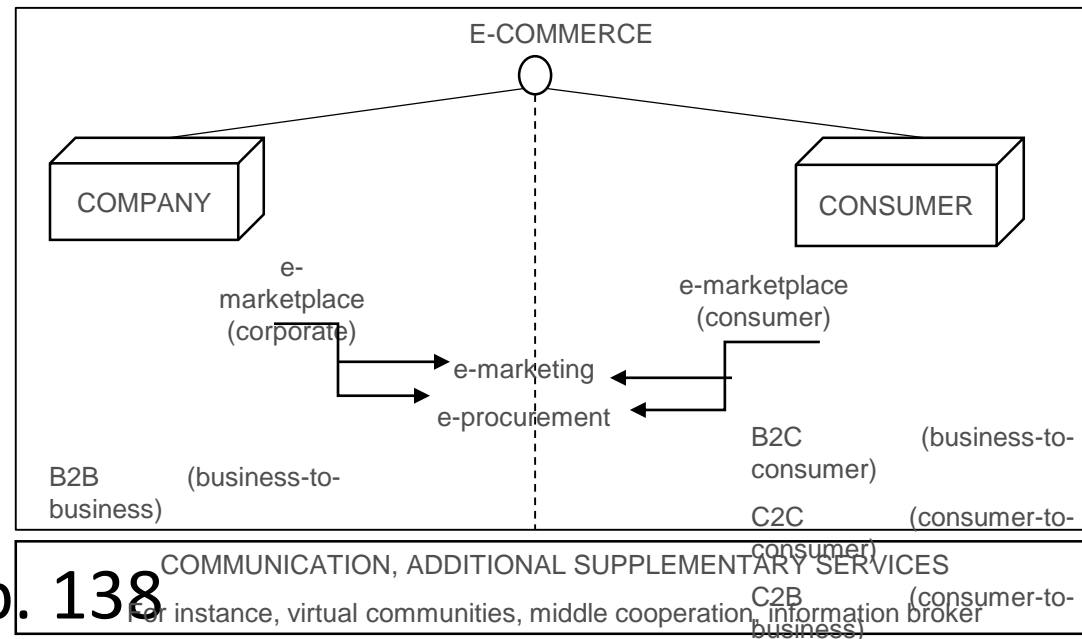 E-COMMERCE
COMPANY
CONSUMER
e-
marketplace
(corporate)
e-marketplace
(consumer)
e-marketing
e-procurement
B2B (business-to-
business)
B2C (business-to-
consumer)
C2C (consumer-to-
consumer)
C2B (consumer-to-
business)
COMMUNICATION, ADDITIONAL SUPPLEMENTARY SERVICES
For instance, virtual communities, middle cooperation, information broker
138